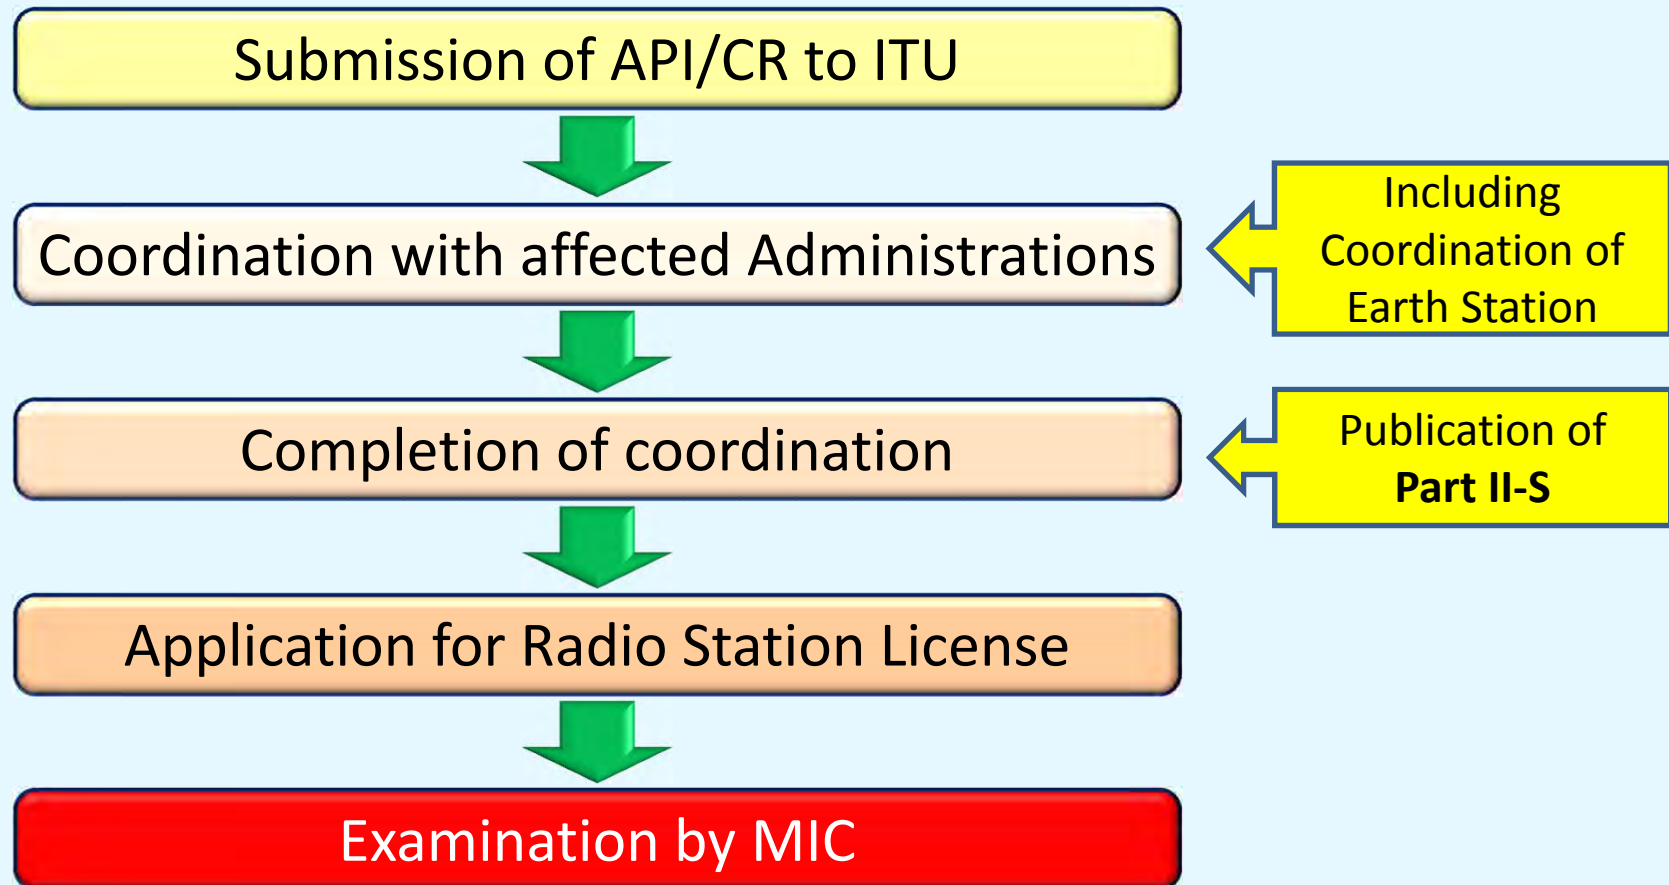 Submission of API/CR to ITU
Coordination with affected Administrations
Including
Coordination of
Earth Station
Completion of coordination
Publication of
Part II-S
Application for Radio Station License
Examination by MIC